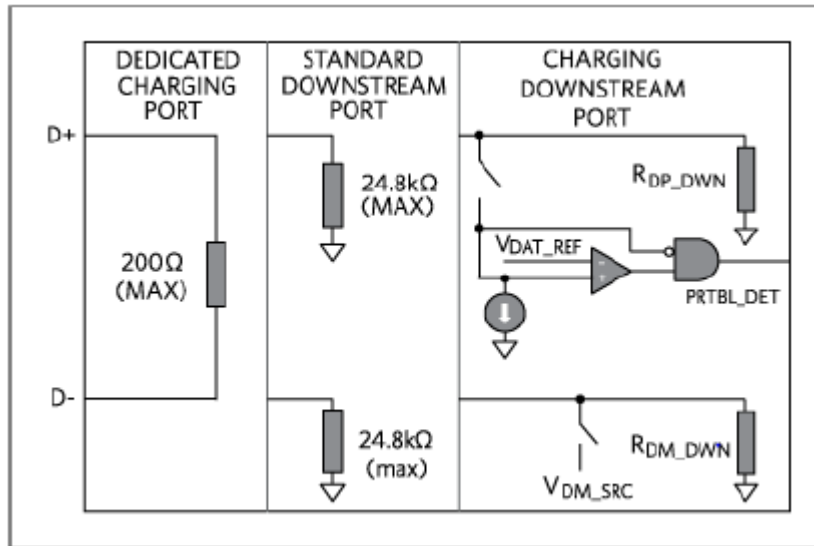 DEDICATED
CHARGING
PORT
STANDARD
DOWNSTREAM
PORT
CHARGING
DOWNSTREAM
PORT
D+
24.8kΩ
(MAX)
RDP_DWN
200Ω
(MAX)
VDAT_REF
-
+
PRTBL_DET
D-
24.8kΩ
(max)
RDM_DWN
VDM_SRC